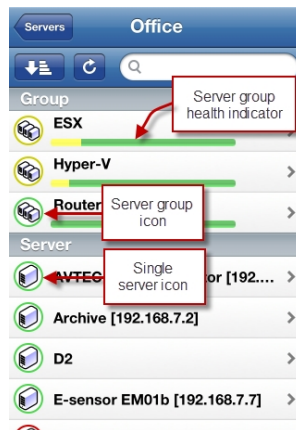 Servers
Office
Group
Server group
health indicator
ESX
Hyper-V
Router
Server group
icon
Server
Single
server icon
AVTEC
or [192....
Archive [192.168.7.2]
D2
E-sensor EM01b [192.168.7.7]